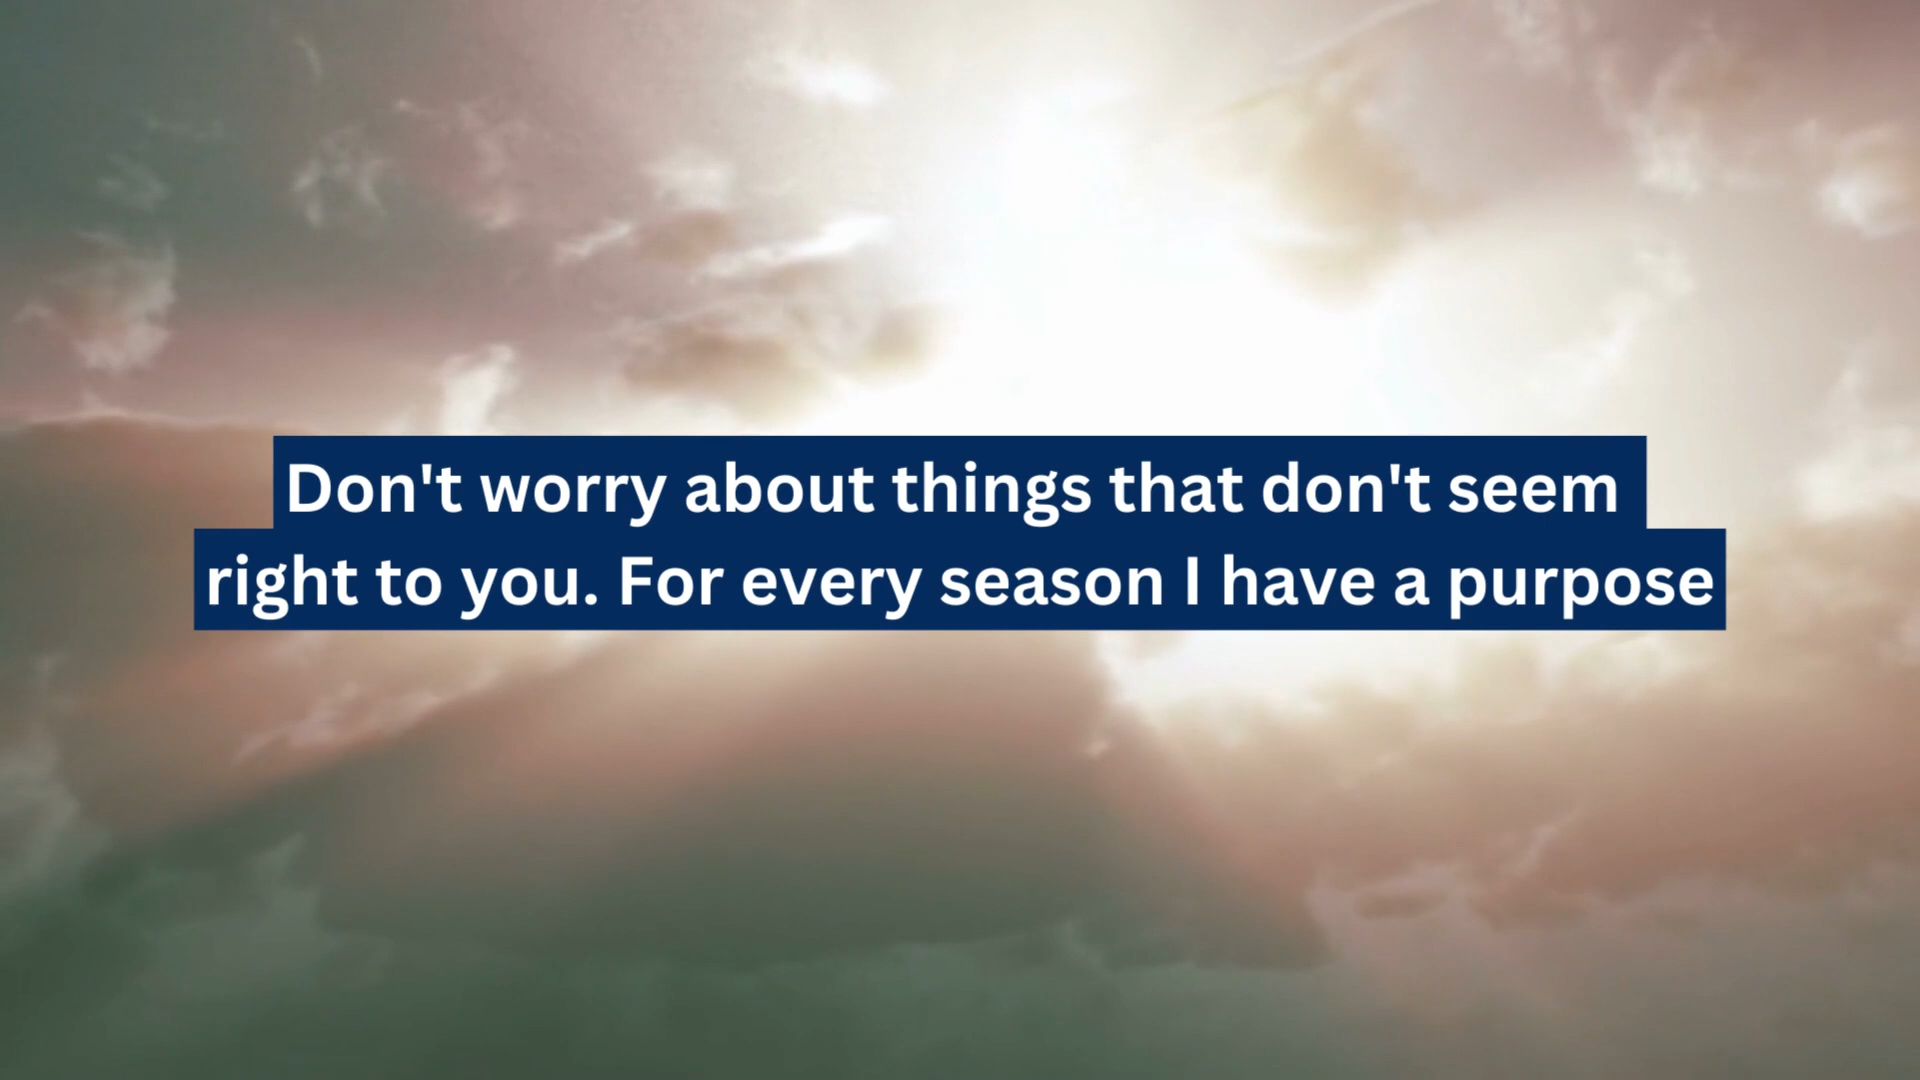 Don't worry about things that don't seem
right to you. For every season I have a purpose